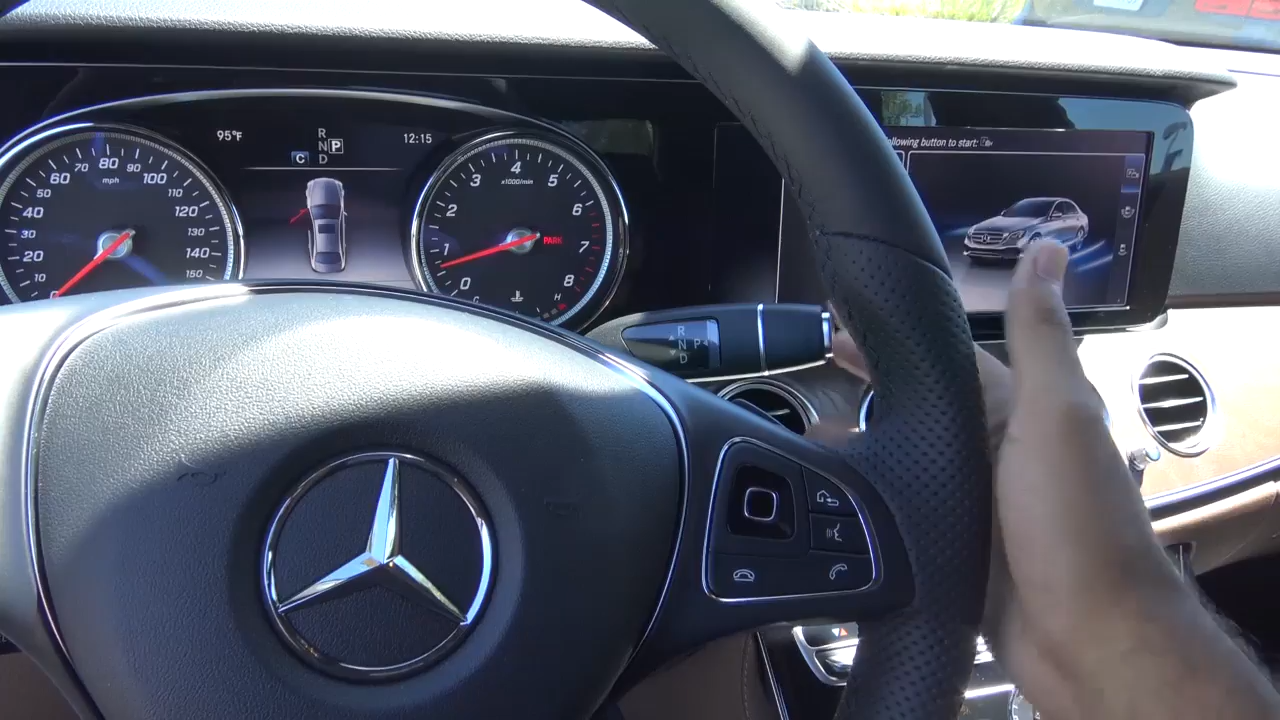 10
20
30
40
50
60
70
80
90
100
110
120
130
140
150
mph
95°F
12:15
R
N P
C D
0
1
2
3
4
5
6
7
8
x1000/min
PARK
C H
allowing button to start:
R
N P
D